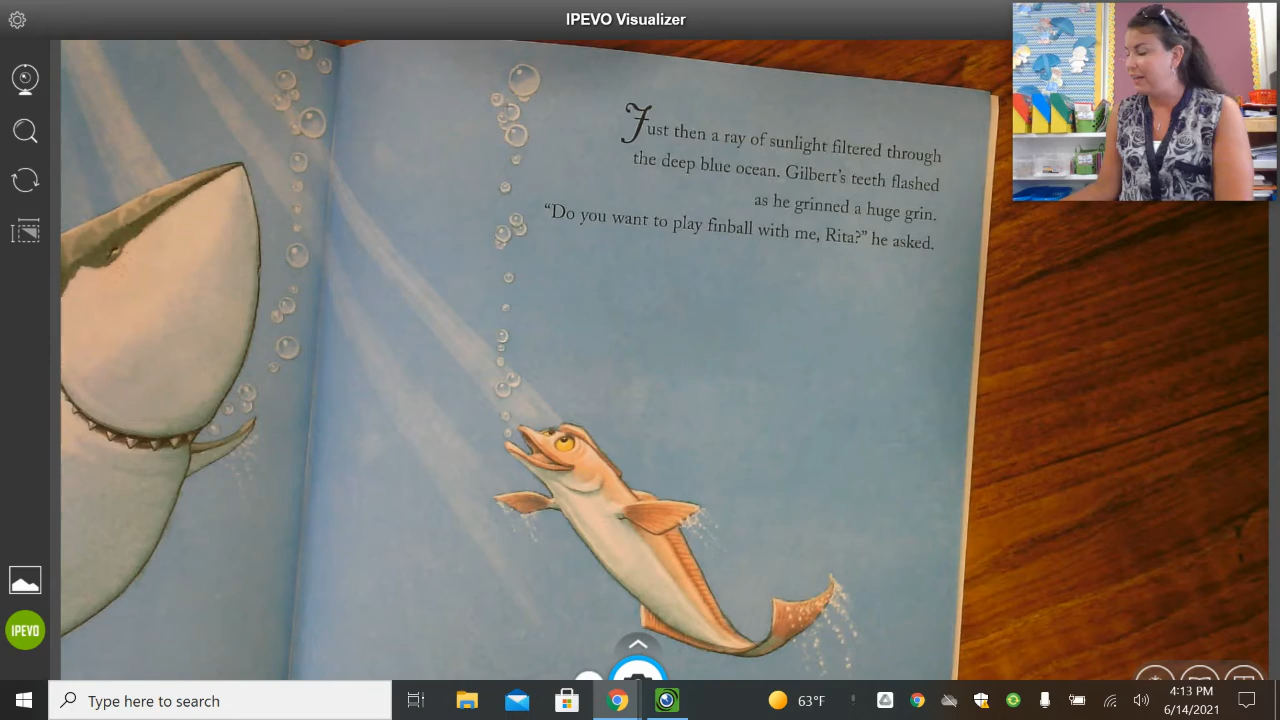 IPEVO Visualizer
Just then a ray of sunlight filtered through
the deep blue ocean. Gilbert's teeth flashed
as he grinned a huge grin.
"Do you want to play finball with me, Rita?" he asked.
IPEVO
Type here to search
63°F
4:13 PM
6/14/2021